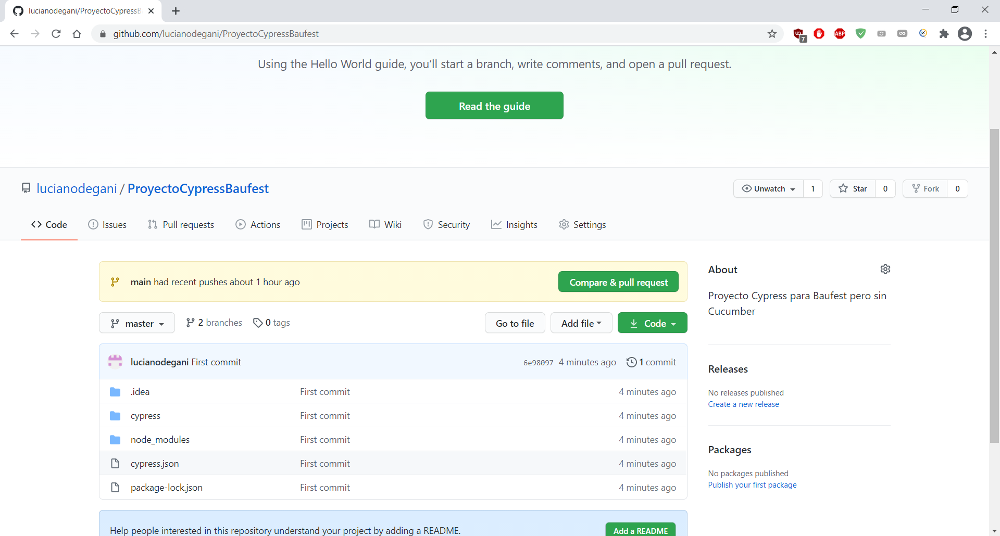 lucianodegani/ProyectoCypressB
github.com/lucianodegani/ProyectoCypressBaufest
7
ABP
Using the Hello World guide, you’ll start a branch, write comments, and open a pull request.
Read the guide
lucianodegani / ProyectoCypressBaufest
Unwatch 1 Star 0 Fork 0
Code Issues Pull requests Actions Projects Wiki Security Insights Settings
main had recent pushes about 1 hour ago Compare & pull request
master 2 branches 0 tags Go to file Add file Code
lucianodegani First commit 6e98097 4 minutes ago 1 commit
.idea First commit 4 minutes ago
cypress First commit 4 minutes ago
node_modules First commit 4 minutes ago
cypress.json First commit 4 minutes ago
package-lock.json First commit 4 minutes ago
Help people interested in this repository understand your project by adding a README. Add a README
About
Proyecto Cypress para Baufest pero sin
Cucumber
Releases
No releases published
Create a new release
Packages
No packages published
Publish your first package